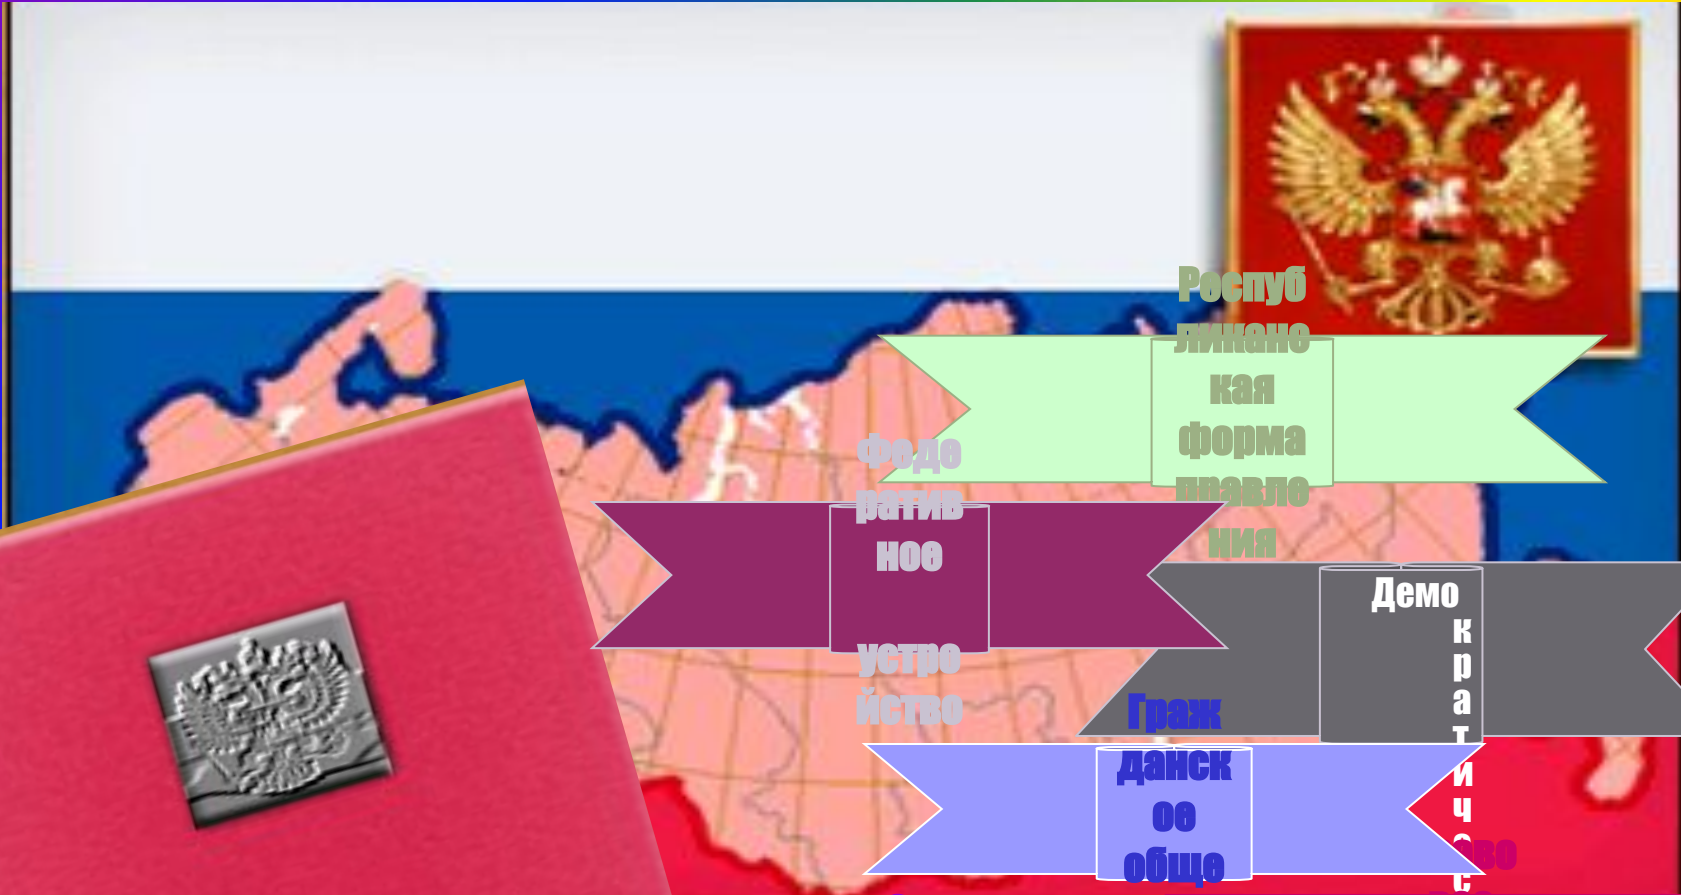 Респуб
ликанс
кая
форма
правле
ния
Феде
ратив
ное
устро
йство
Демо
к
р
а
т
и
ч
е
с
Граж
данск
ое
обще